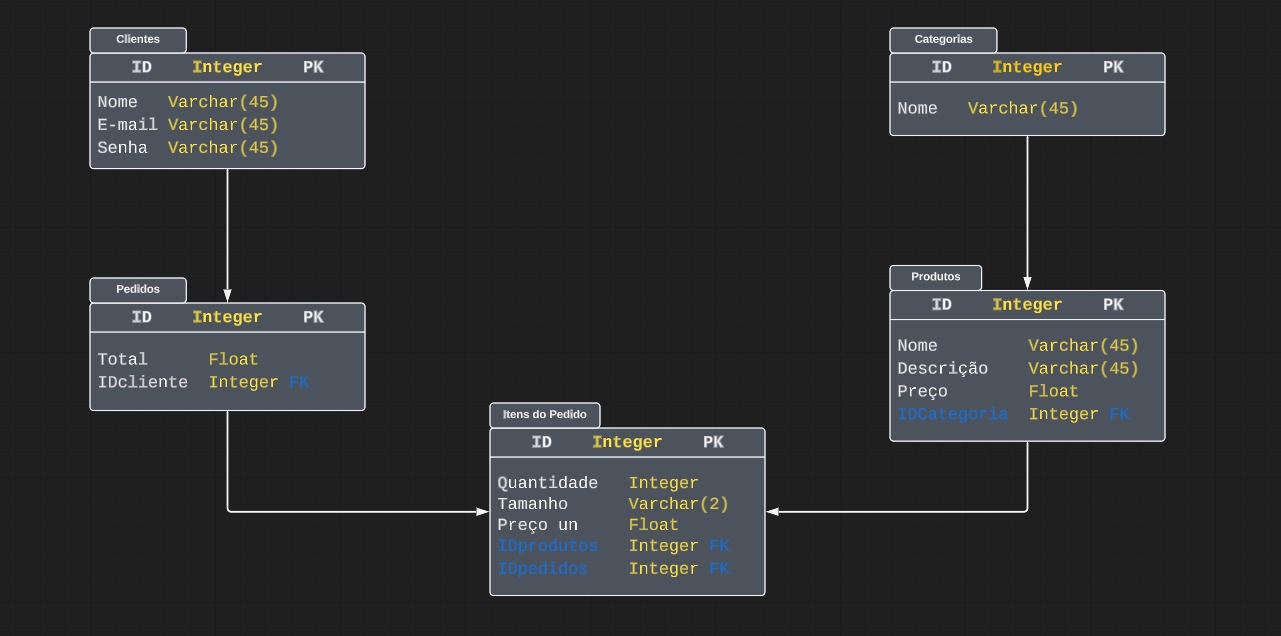 Clientes
ID Integer PK
Nome Varchar(45)
E-mail Varchar(45)
Senha Varchar(45)
Categorias
ID Integer PK
Nome Varchar(45)
Pedidos
ID Integer PK
Total Float
IDcliente Integer FK
Produtos
ID Integer PK
Nome Varchar(45)
Descrição Varchar(45)
Preço Float
IDCategoria Integer FK
Itens do Pedido
ID Integer PK
Quantidade Integer
Tamanho Varchar(2)
Preço un Float
IDprodutos Integer FK
IDpedidos Integer FK